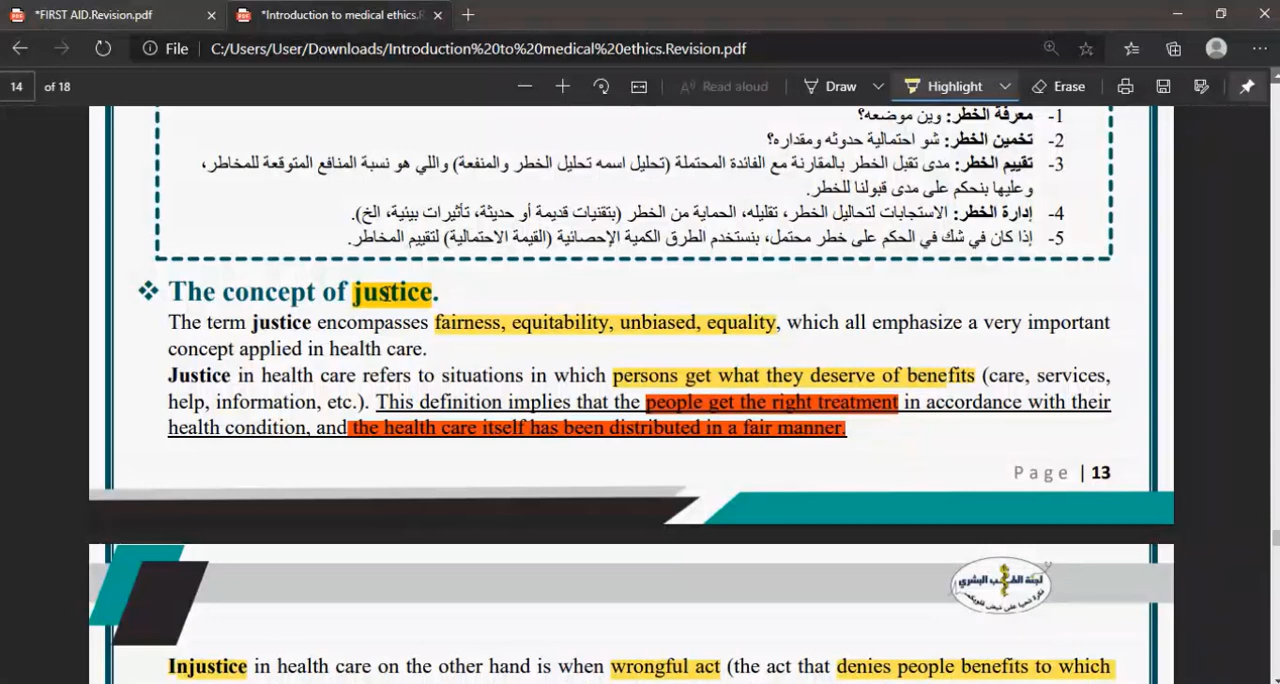 *FIRST AID.Revision.pdf
*Introduction to medical ethics.R
File
C:/Users/User/Downloads/Introduction%20to%20medical%20ethics.Revision.pdf
14 of 18
Read aloud
Draw
Highlight
Erase
1- معرفة الخطر: وين موضعه؟
2- تخمين الخطر: شو احتمالية حدوثه ومقداره؟
3- تقييم الخطر: مدى تقبل الخطر بالمقارنة مع الفائدة المحتملة (تحليل اسمه تحليل الخطر والمنفعة) واللي هو نسبة المنافع المتوقعة للمخاطر،
وعليها بنحكم على مدى قبولنا للخطر.
4- إدارة الخطر: الاستجابات لتحاليل الخطر، تقليله، الحماية من الخطر (بتقنيات قديمة أو حديثة، تأثيرات بيئية، الخ).
5- إذا كان في شك في الحكم على خطر محتمل، بنستخدم الطرق الكمية الإحصائية (القيمة الاحتمالية) لتقييم المخاطر.
❖ The concept of justice.
The term justice encompasses fairness, equitability, unbiased, equality, which all emphasize a very important
concept applied in health care.
Justice in health care refers to situations in which persons get what they deserve of benefits (care, services,
help, information, etc.). This definition implies that the people get the right treatment in accordance with their
health condition, and the health care itself has been distributed in a fair manner.
Page | 13
لجنة الطب البشري
Injustice in health care on the other hand is when wrongful act (the act that denies people benefits to which